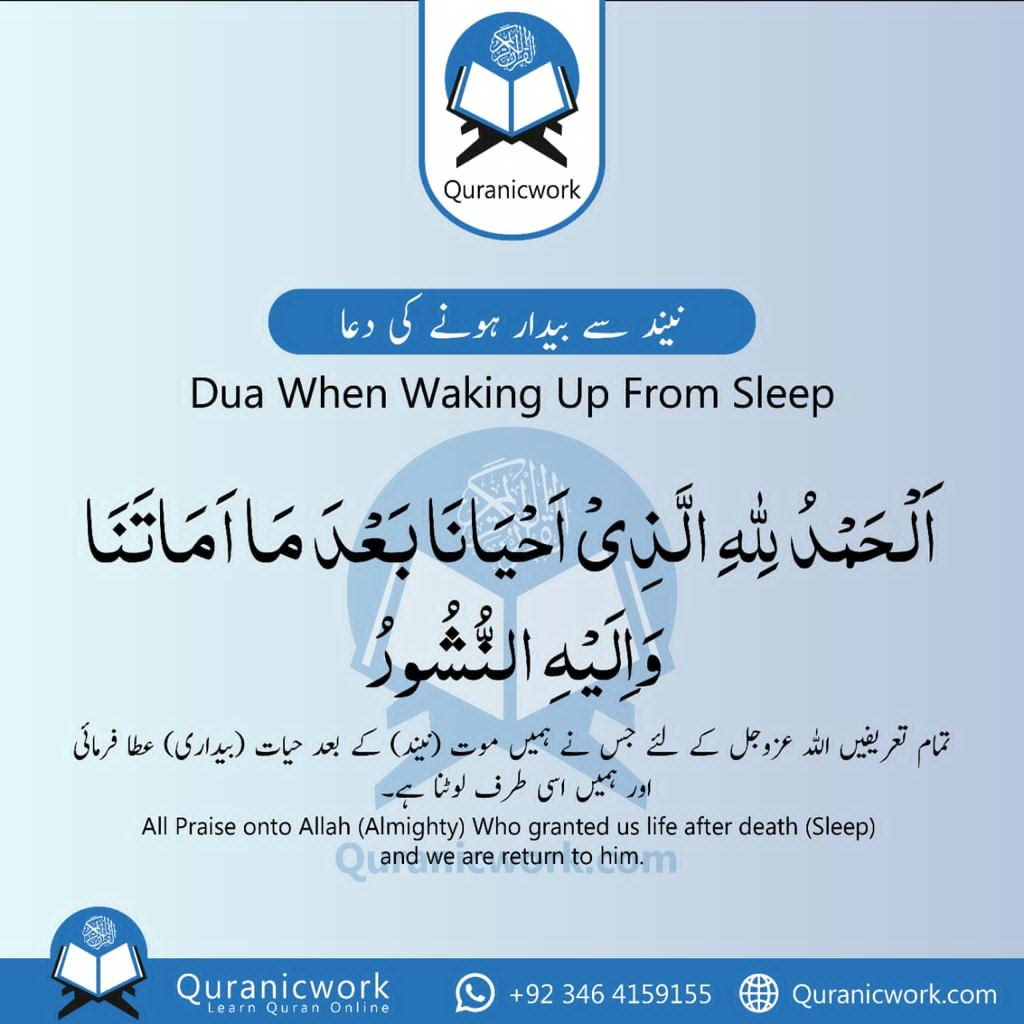 Quranicwork
نیند سے بیدار ہونے کی دعا
Dua When Waking Up From Sleep
اَلْحَمْدُ لِلّٰهِ الَّذِیْ اَحْیَانَا بَعْدَ مَا اَمَاتَنَا
وَاِلَیْهِ النُّشُورُ
تمام تعریفیں اللہ عزوجل کے لئے جس نے ہمیں موت (نیند) کے بعد حیات (بیداری) عطا فرمائی
اور ہمیں اسی طرف لوٹنا ہے۔
All Praise onto Allah (Almighty) Who granted us life after death (Sleep)
and we are return to him.
Quranicwork.com
Quranicwork
Learn Quran Online
+92 346 4159155
Quranicwork.com